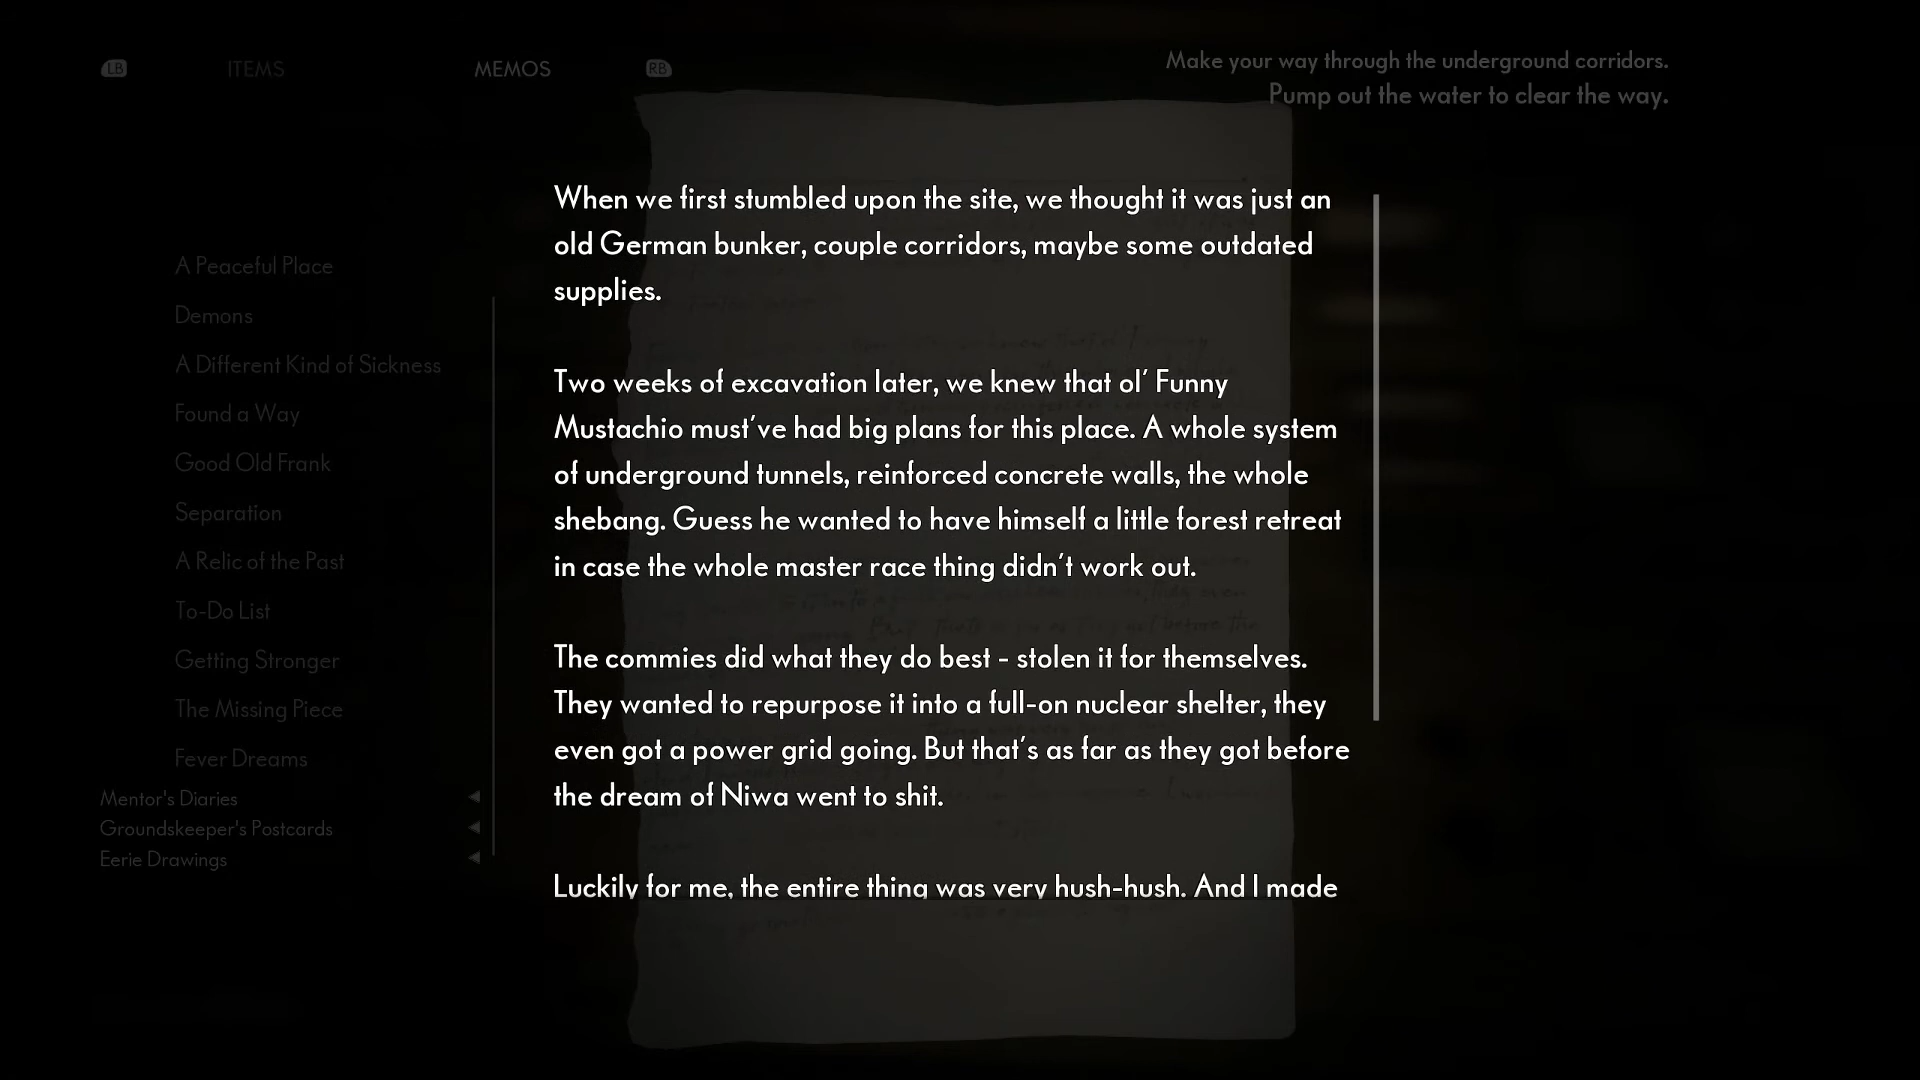 LB ITEMS MEMOS RB
Make your way through the underground corridors.
Pump out the water to clear the way.
A Peaceful Place
Demons
A Different Kind of Sickness
Found a Way
Good Old Frank
Separation
A Relic of the Past
To-Do List
Getting Stronger
The Missing Piece
Fever Dreams
Mentor's Diaries
Groundskeeper's Postcards
Eerie Drawings
When we first stumbled upon the site, we thought it was just an
old German bunker, couple corridors, maybe some outdated
supplies.
Two weeks of excavation later, we knew that ol' Funny
Mustachio must've had big plans for this place. A whole system
of underground tunnels, reinforced concrete walls, the whole
shebang. Guess he wanted to have himself a little forest retreat
in case the whole master race thing didn't work out.
The commies did what they do best - stolen it for themselves.
They wanted to repurpose it into a full-on nuclear shelter, they
even got a power grid going. But that's as far as they got before
the dream of Niwa went to shit.
Luckily for me, the entire thing was very hush-hush. And I made